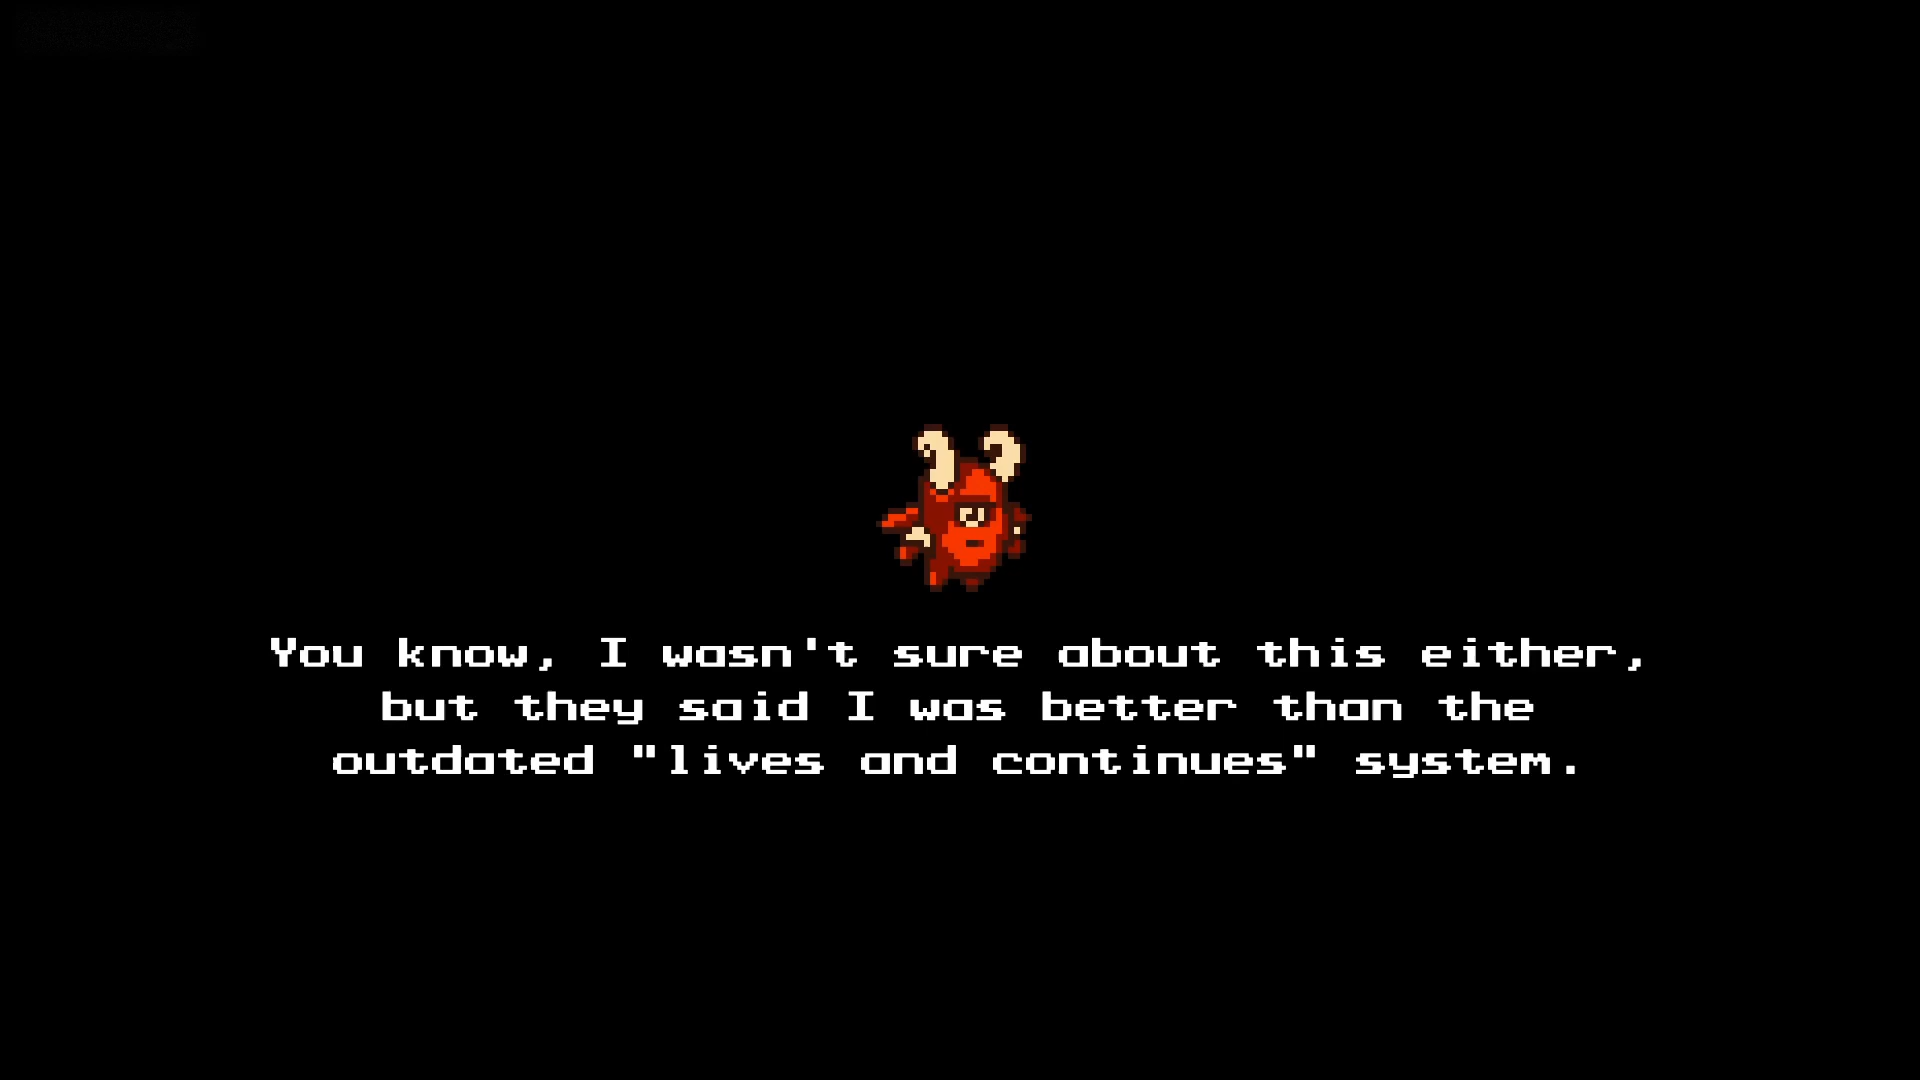 You know, I wasn't sure about this either,
but they said I was better than the
outdated "lives and continues" system.